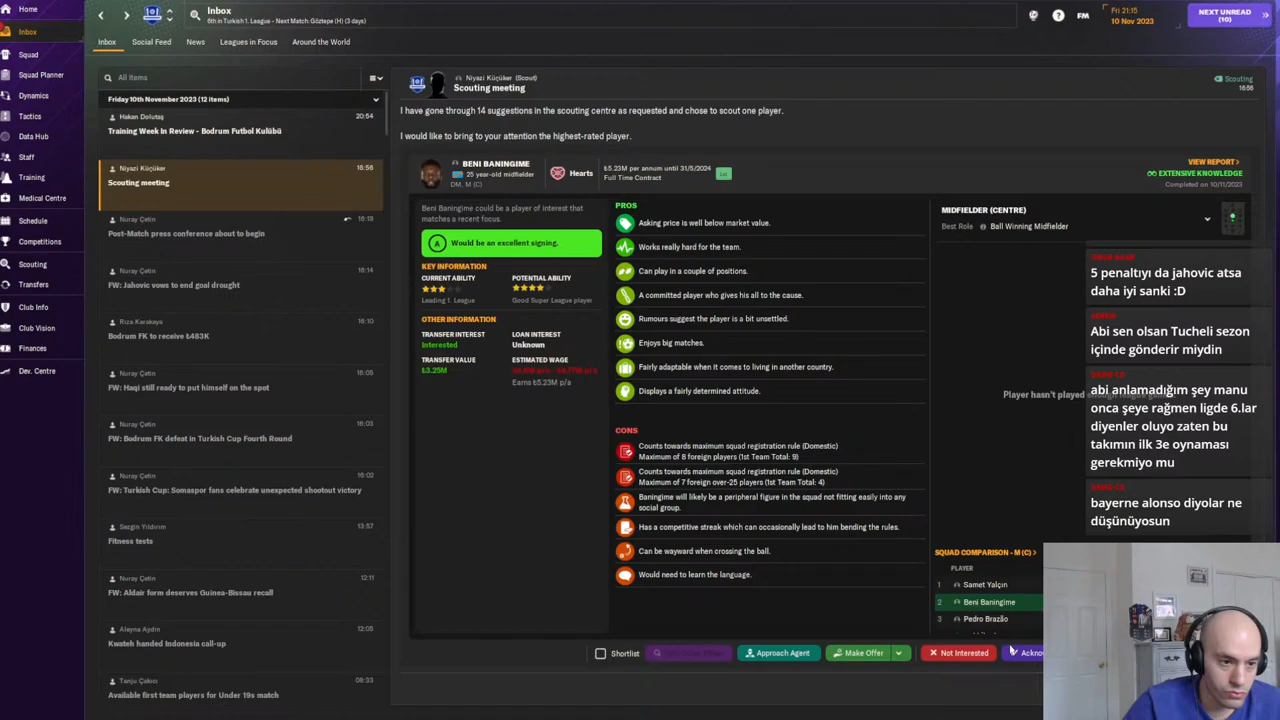 Home
Inbox
Squad
Squad Planner
Dynamics
Tactics
Data Hub
Staff
Training
Medical Centre
Schedule
Competitions
Scouting
Transfers
Club Info
Club Vision
Finances
Dev. Centre
Inbox
6th in Turkish 1. League - Next Match: Göztepe (H) (3 days)
FM
Fri 21:15
10 Nov 2023
NEXT UNREAD
(10)
Inbox
Social Feed
News
Leagues in Focus
Around the World
All Items
Friday 10th November 2023 (12 items)
Hakan Dolutaş
20:54
Training Week In Review - Bodrum Futbol Kulübü
Niyazi Küçüker
16:56
Scouting meeting
Nuray Çetin
16:19
Post-Match press conference about to begin
Nuray Çetin
16:14
FW: Jahovic vows to end goal drought
Rıza Karakaya
16:10
Bodrum FK to receive ₺483K
Nuray Çetin
16:05
FW: Haqi still ready to put himself on the spot
Nuray Çetin
16:03
FW: Bodrum FK defeat in Turkish Cup Fourth Round
Nuray Çetin
16:02
FW: Turkish Cup: Somaspor fans celebrate unexpected shootout victory
Sezgin Yıldırım
13:57
Fitness tests
Nuray Çetin
12:11
FW: Aldair form deserves Guinea-Bissau recall
Aleyna Aydın
12:05
Kwateh handed Indonesia call-up
Tanju Çakıcı
08:33
Available first team players for Under 19s match
Niyazi Küçüker (Scout)
Scouting meeting
Scouting
16:56
I have gone through 14 suggestions in the scouting centre as requested and chose to scout one player.
I would like to bring to your attention the highest-rated player.
BENI BANINGIME
25 year-old midfielder
DM, M (C)
Hearts
₺5.23M per annum until 31/5/2024
Full Time Contract
VIEW REPORT >
EXTENSIVE KNOWLEDGE
Completed on 10/11/2023
Beni Baningime could be a player of interest that
matches a recent focus.
A
Would be an excellent signing.
KEY INFORMATION
CURRENT ABILITY
POTENTIAL ABILITY
Leading 1. League
Good Super League player
OTHER INFORMATION
TRANSFER INTEREST
LOAN INTEREST
Interested
Unknown
TRANSFER VALUE
ESTIMATED WAGE
₺3.25M
Earns ₺5.23M p/a
PROS
Asking price is well below market value.
Works really hard for the team.
Can play in a couple of positions.
A committed player who gives his all to the cause.
Rumours suggest the player is a bit unsettled.
Enjoys big matches.
Fairly adaptable when it comes to living in another country.
Displays a fairly determined attitude.
CONS
Counts towards maximum squad registration rule (Domestic)
Maximum of 8 foreign players (1st Team Total: 9)
Counts towards maximum squad registration rule (Domestic)
Maximum of 7 foreign over-25 players (1st Team Total: 4)
Baningime will likely be a peripheral figure in the squad not fitting easily into any
social group.
Has a competitive streak which can occasionally lead to him bending the rules.
Can be wayward when crossing the ball.
Would need to learn the language.
MIDFIELDER (CENTRE)
Best Role
Ball Winning Midfielder
Player hasn't played
5 penaltıyı da jahovic atsa
daha iyi sanki :D
Abi sen olsan Tucheli sezon
içinde gönderir miydin
abi anlamadığım şey manu
onca şeye rağmen ligde 6.lar
diyenler oluyo zaten bu
takımın ilk 3e oynaması
gerekmiyo mu
bayerne alonso diyolar ne
düşünüyosun
SQUAD COMPARISON - M (C) >
PLAYER
1 Samet Yalçın
2 Beni Baningime
3 Pedro Brazão
Shortlist
Approach Agent
Make Offer
Not Interested
Ackno